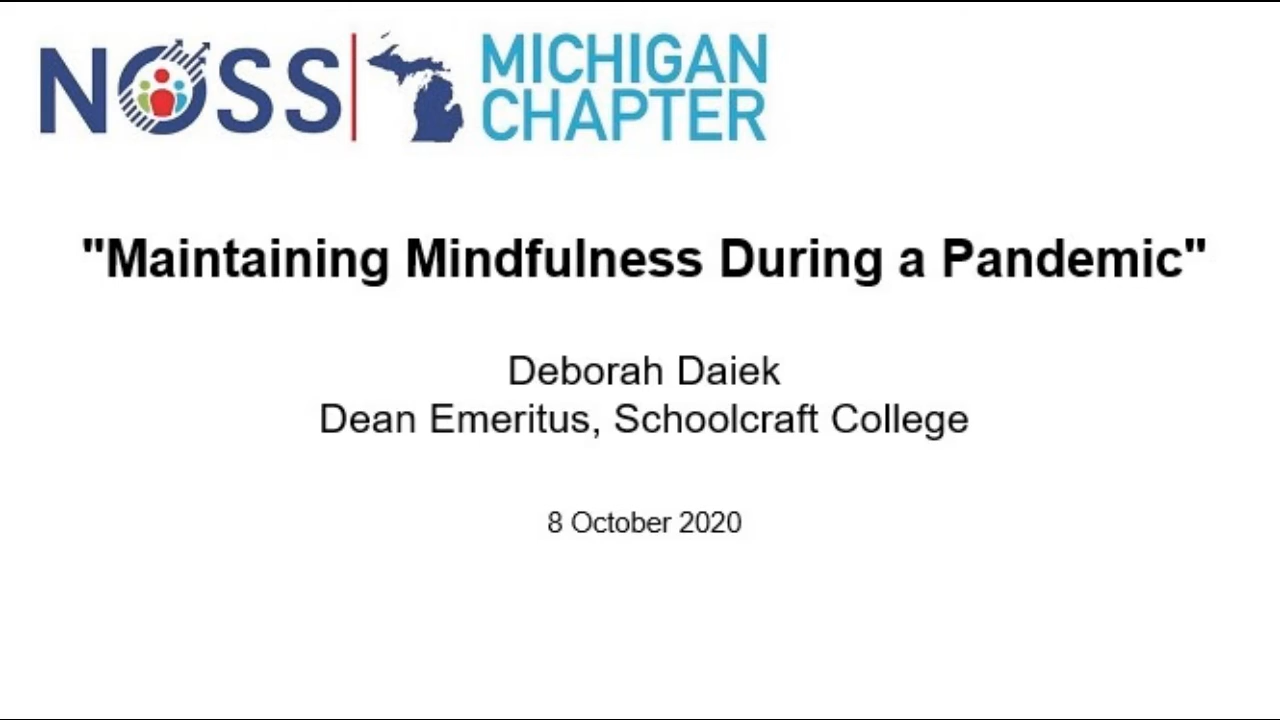 NOSS
MICHIGAN
CHAPTER
"Maintaining Mindfulness During a Pandemic"
Deborah Daiek
Dean Emeritus, Schoolcraft College
8 October 2020